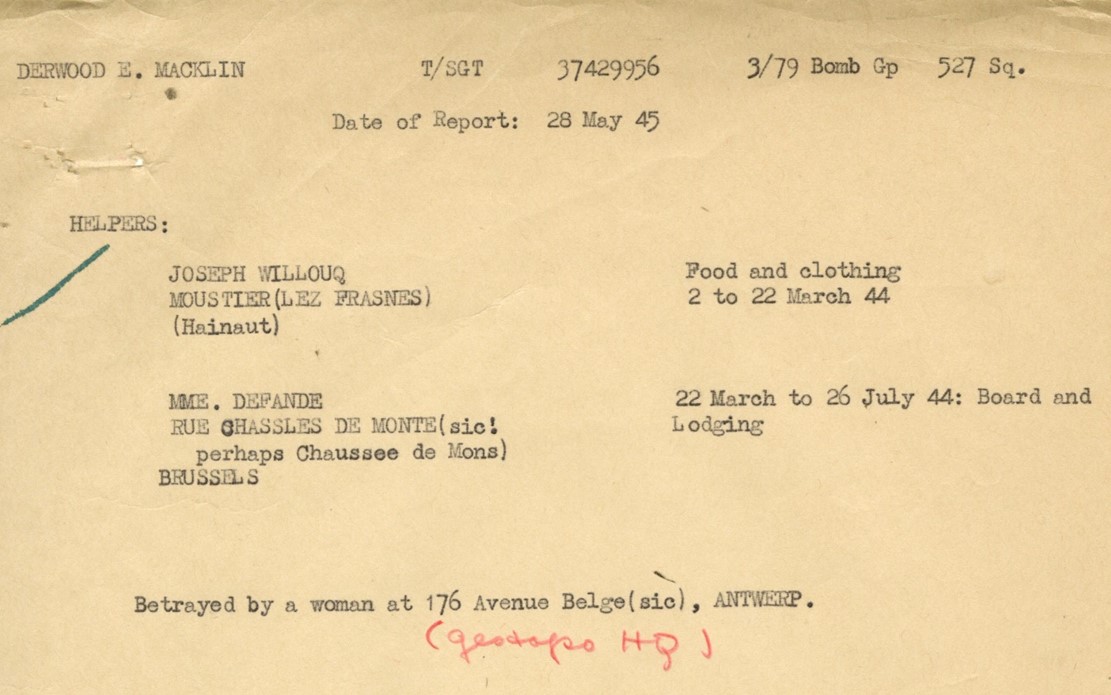 DERWOOD E. MACKLIN T/SGT 37429956 3/79 Bomb Gp 527 Sq.
Date of Report: 28 May 45
HELPERS:
JOSEPH WILLOUQ Food and clothing
MOUSTIER(LEZ FRASNES) 2 to 22 March 44
(Hainaut)
MME. DEFANDE 22 March to 26 July 44: Board and
RUE CHASSLES DE MONTE(sic! Lodging
perhaps Chaussee de Mons)
BRUSSELS
Betrayed by a woman at 176 Avenue Belge(sic), ANTWERP.
(gestapo HQ)